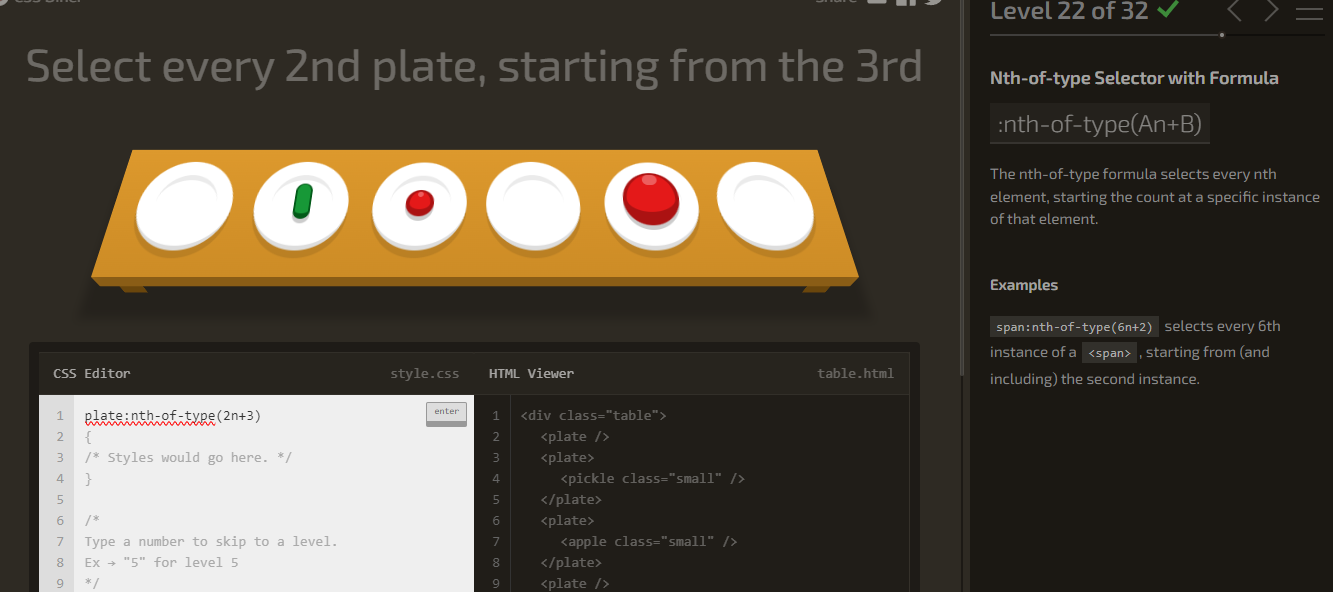 CSS Diner
Share
Level 22 of 32
Select every 2nd plate, starting from the 3rd
Nth-of-type Selector with Formula
:nth-of-type(An+B)
The nth-of-type formula selects every nth
element, starting the count at a specific instance
of that element.
Examples
span:nth-of-type(6n+2) selects every 6th
instance of a <span> , starting from (and
including) the second instance.
CSS Editor
style.css
1 plate:nth-of-type(2n+3)
enter
2 {
3 /* Styles would go here. */
4 }
5
6 /*
7 Type a number to skip to a level.
8 Ex → "5" for level 5
9 */
HTML Viewer
table.html
1 <div class="table">
2 <plate />
3 <plate>
4 <pickle class="small" />
5 </plate>
6 <plate>
7 <apple class="small" />
8 </plate>
9 <plate />